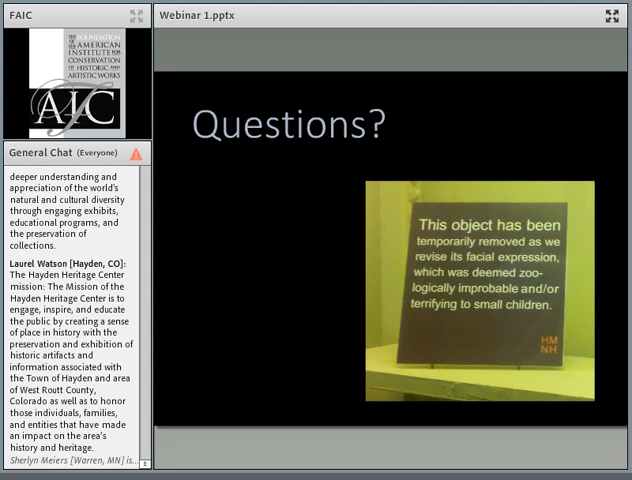 FAIC
THE FOUNDATION
OF THE AMERICAN
INSTITUTE FOR
CONSERVATION
OF HISTORIC AND
ARTISTIC WORKS
AIC
General Chat (Everyone)
deeper understanding and
appreciation of the world's
natural and cultural diversity
through engaging exhibits,
educational programs, and
the preservation of
collections.
Laurel Watson [Hayden, CO]:
The Hayden Heritage Center
mission: The Mission of the
Hayden Heritage Center is to
engage, inspire, and educate
the public by creating a sense
of place in history with the
preservation and exhibition of
historic artifacts and
information associated with
the Town of Hayden and area
of West Routt County,
Colorado as well as to honor
those individuals, families,
and entities that have made
an impact on the area's
history and heritage.
Sherlyn Meiers [Warren, MN] is...
Webinar 1.pptx
Questions?
This object has been
temporarily removed as we
revise its facial expression,
which was deemed zoo-
logically improbable and/or
terrifying to small children.
HM
NH